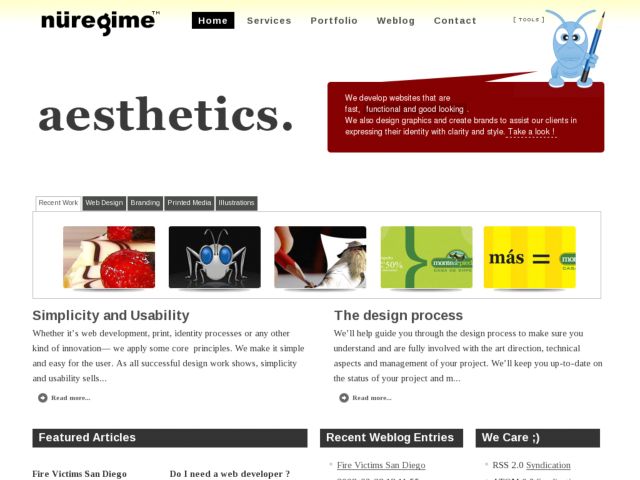 nüregime™
Home Services Portfolio Weblog Contact
[ TOOLS ]
aesthetics.
We develop websites that are
fast, functional and good looking .
We also design graphics and create brands to assist our clients in
expressing their identity with clarity and style. Take a look !
Recent Work Web Design Branding Printed Media Illustrations
50%
más =
Simplicity and Usability
Whether it's web development, print, identity processes or any other
kind of innovation— we apply some core principles. We make it simple
and easy for the user. As all successful design work shows, simplicity
and usability sells...
Read more...
The design process
We'll help guide you through the design process to make sure you
understand and are fully involved with the art direction, technical
aspects and management of your project. We'll keep you up-to-date on
the status of your project and m...
Read more...
Featured Articles
Fire Victims San Diego
Do I need a web developer ?
Recent Weblog Entries
Fire Victims San Diego
We Care ;)
RSS 2.0 Syndication